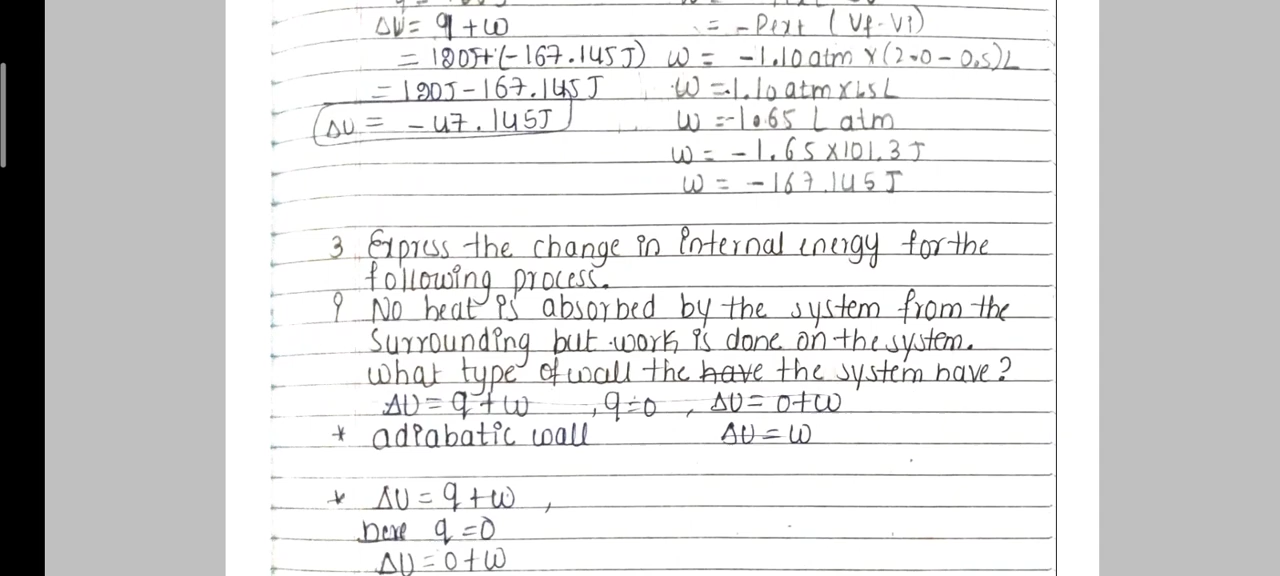 ΔU = q + w
= -Pext (Vf - Vi)
= 120J + (-167.145J)
w = -1.10 atm × (2.0 - 0.5)L
= 120J - 167.145J
w = -1.10 atm × 1.5 L
ΔU = -47.145J
w = -1.65 L atm
w = -1.65 × 101.3 J
w = -167.145J
3 Express the change in internal energy for the
following process.
i No heat is absorbed by the system from the
surrounding but work is done on the system.
What type of wall the have the system have?
ΔU = q + w , q = 0 , ΔU = 0 + w
* adiabatic wall ΔU = w
* ΔU = q + w ,
here q = 0
ΔU = 0 + w